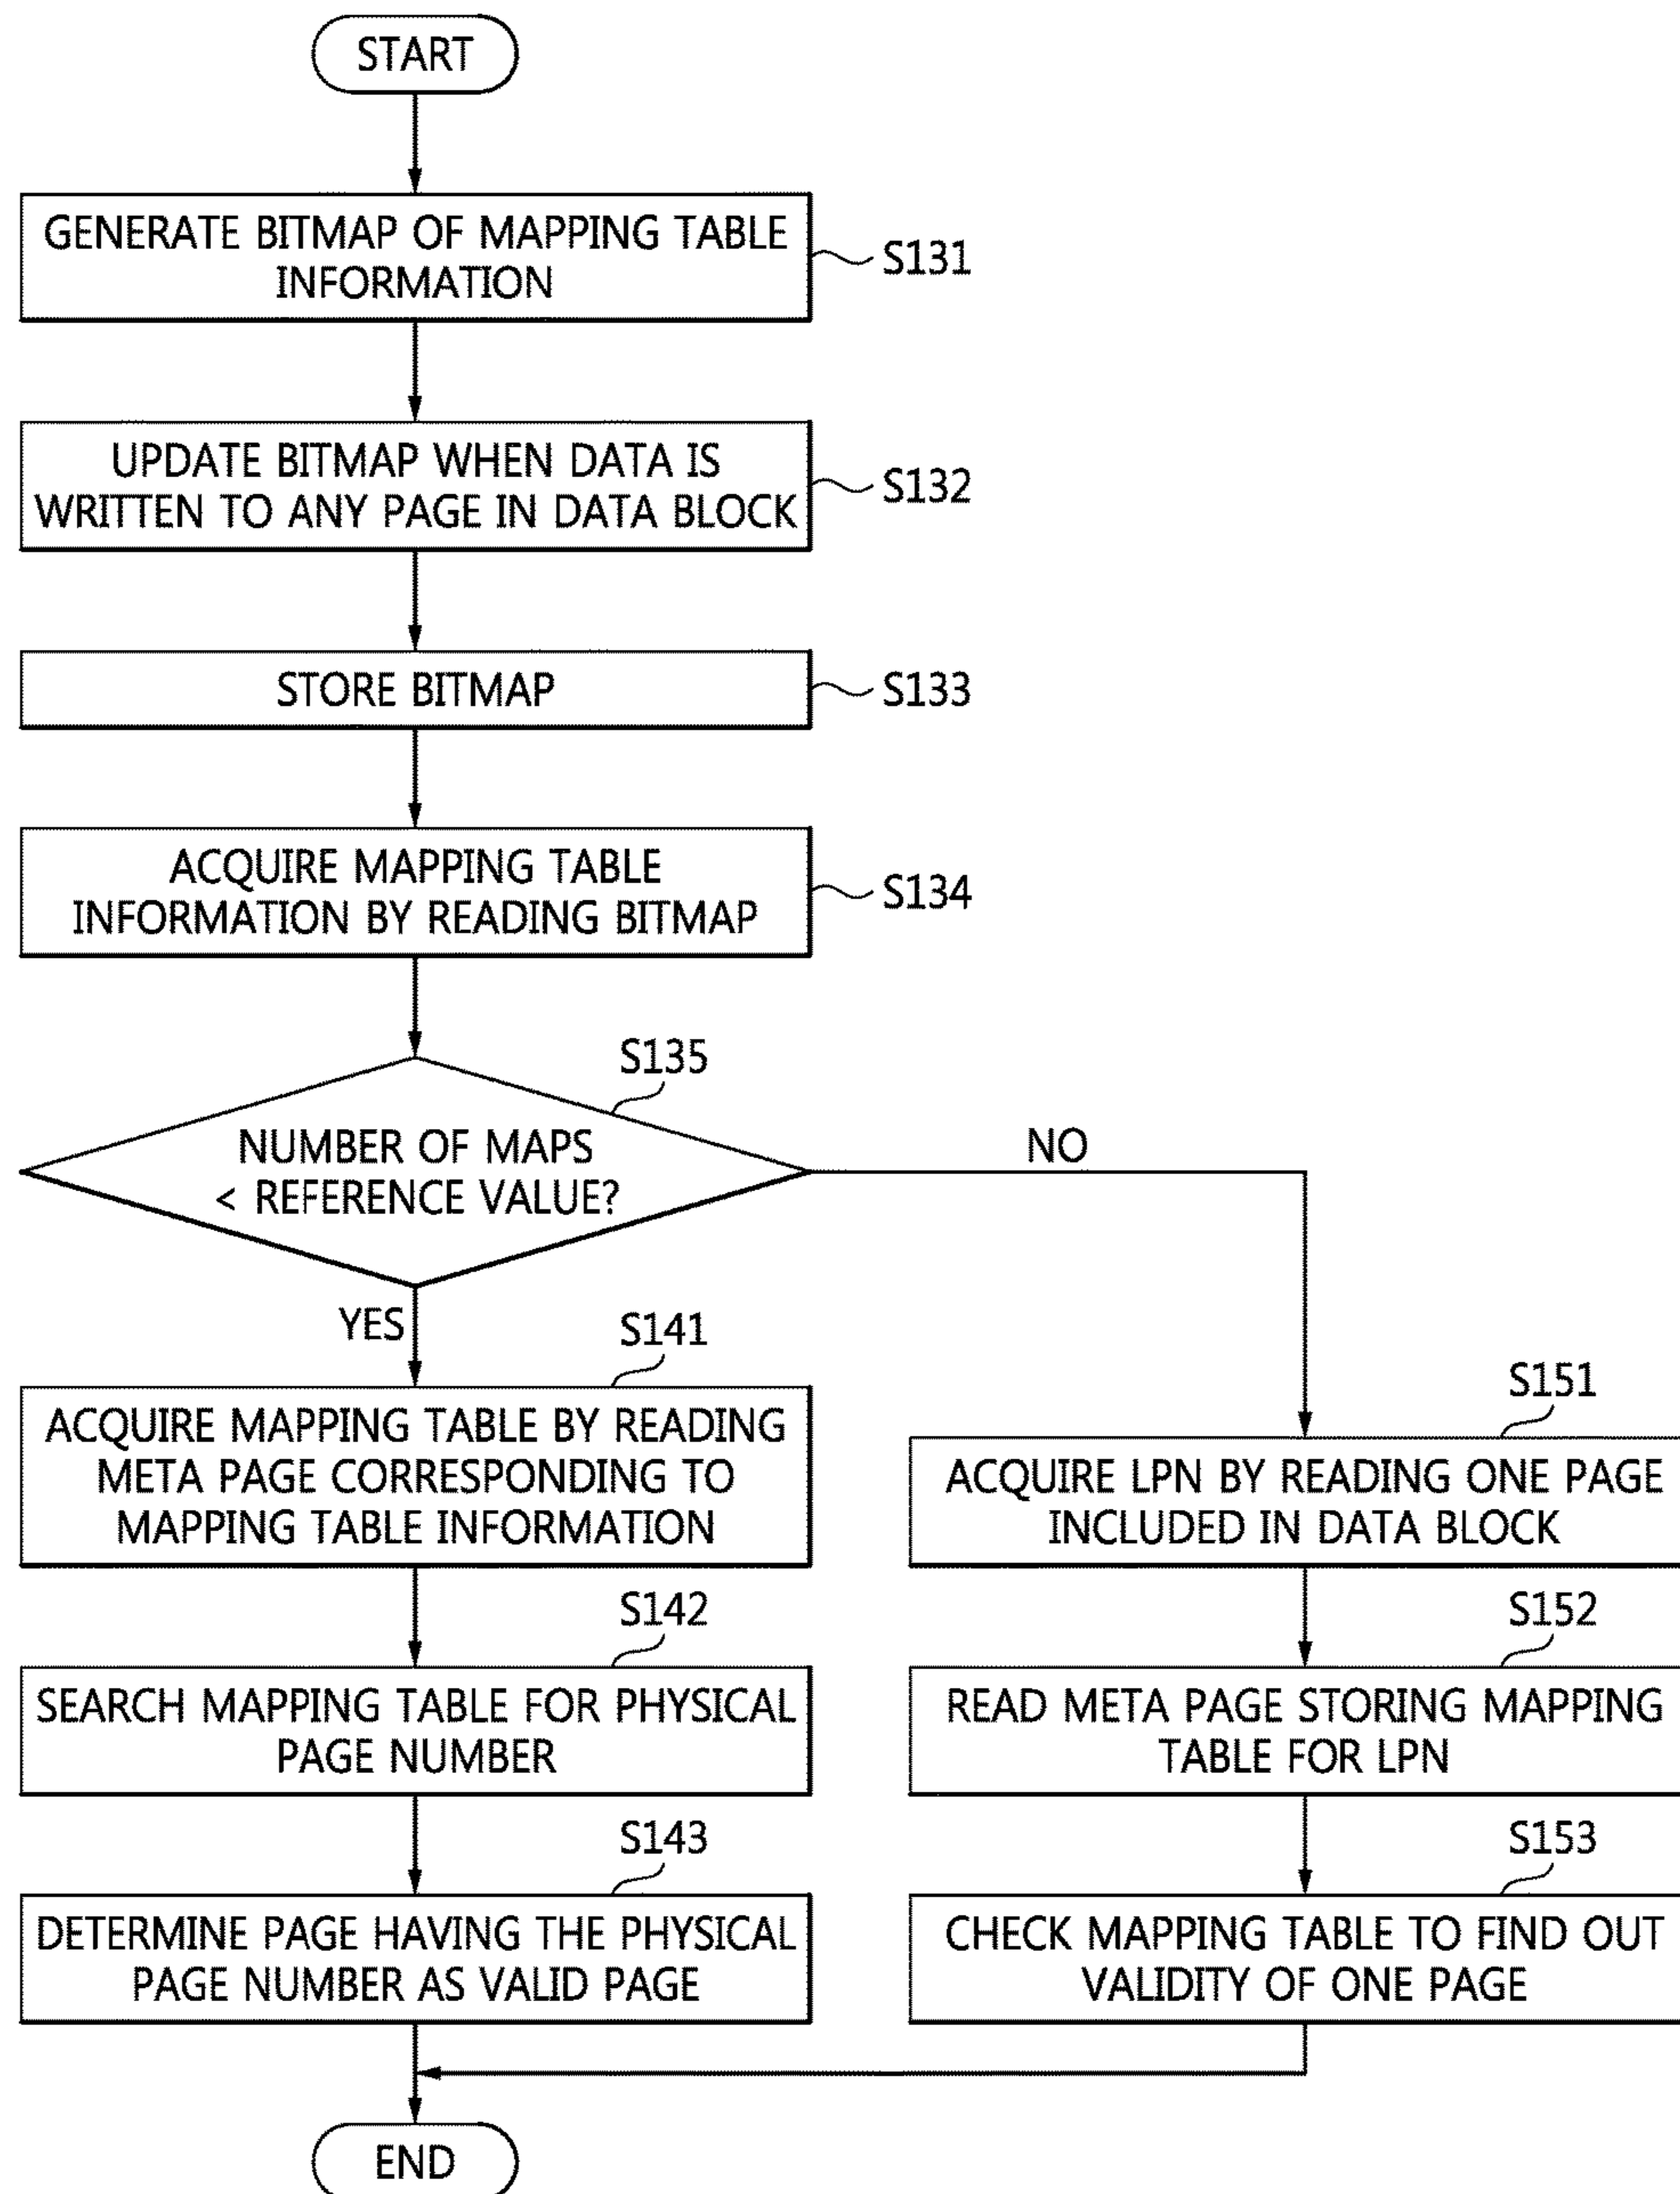 START
GENERATE BITMAP OF MAPPING TABLE
INFORMATION
S131
UPDATE BITMAP WHEN DATA IS
WRITTEN TO ANY PAGE IN DATA BLOCK
S132
STORE BITMAP
S133
ACQUIRE MAPPING TABLE
INFORMATION BY READING BITMAP
S134
S135
NUMBER OF MAPS
< REFERENCE VALUE?
NO
YES
S141
ACQUIRE MAPPING TABLE BY READING
META PAGE CORRESPONDING TO
MAPPING TABLE INFORMATION
S142
SEARCH MAPPING TABLE FOR PHYSICAL
PAGE NUMBER
S143
DETERMINE PAGE HAVING THE PHYSICAL
PAGE NUMBER AS VALID PAGE
S151
ACQUIRE LPN BY READING ONE PAGE
INCLUDED IN DATA BLOCK
S152
READ META PAGE STORING MAPPING
TABLE FOR LPN
S153
CHECK MAPPING TABLE TO FIND OUT
VALIDITY OF ONE PAGE
END